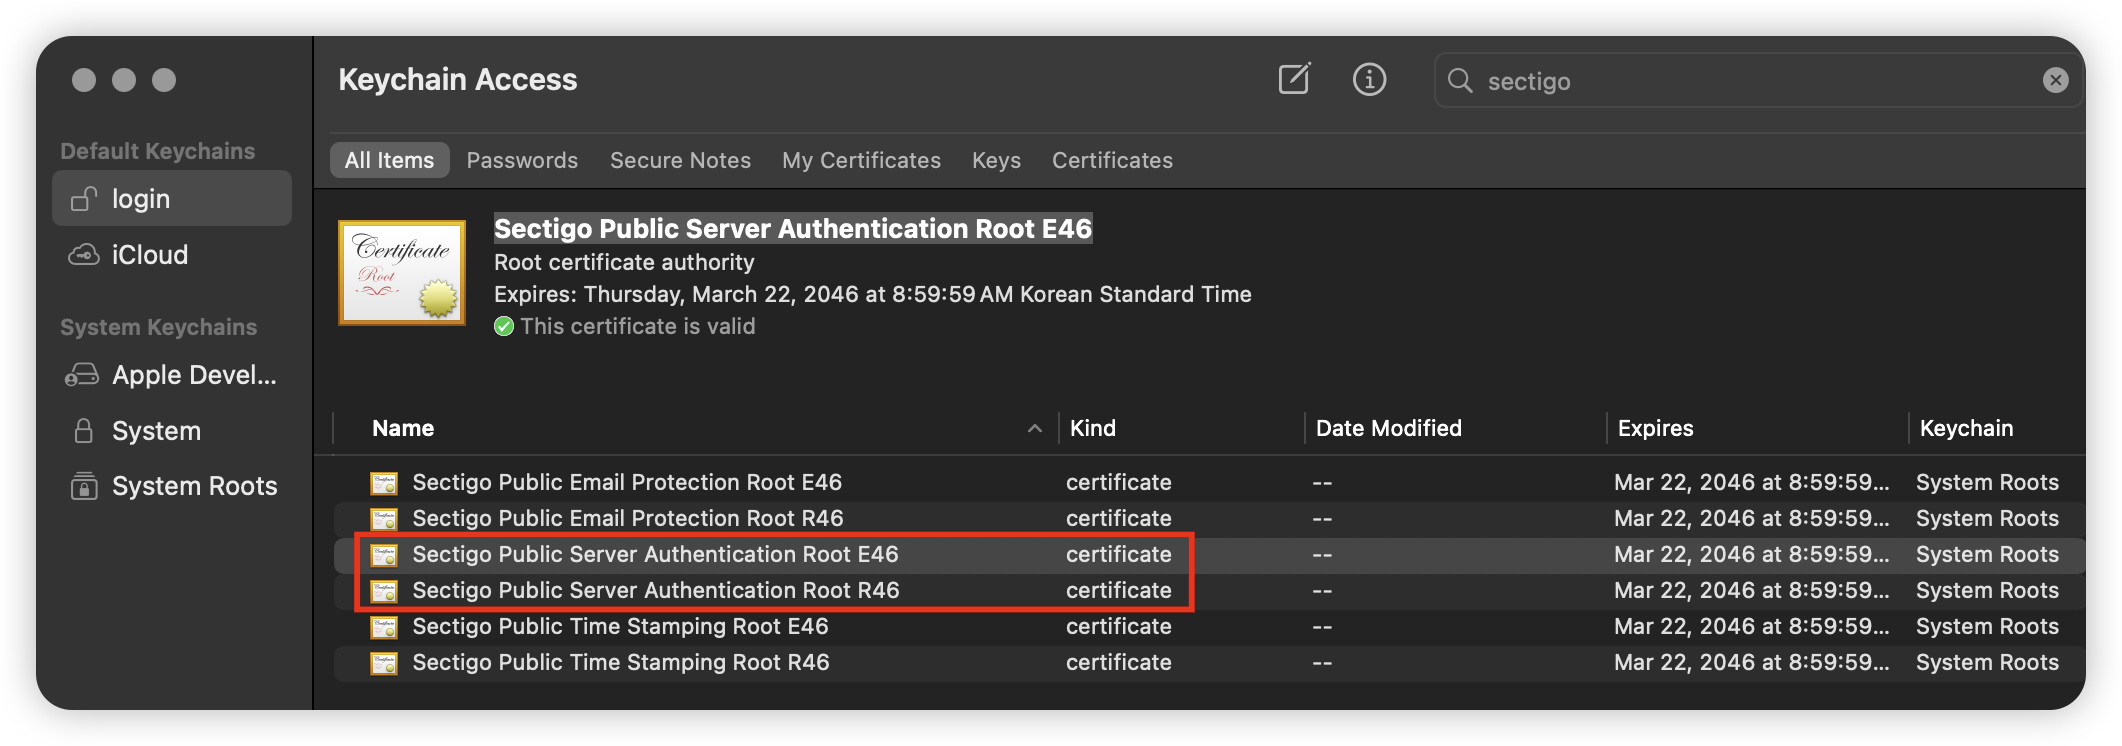 Keychain Access
sectigo
Default Keychains
login
iCloud
System Keychains
Apple Devel...
System
System Roots
All Items Passwords Secure Notes My Certificates Keys Certificates
Certificate
Root
Sectigo Public Server Authentication Root E46
Root certificate authority
Expires: Thursday, March 22, 2046 at 8:59:59 AM Korean Standard Time
This certificate is valid
Name Kind Date Modified Expires Keychain
Sectigo Public Email Protection Root E46 certificate -- Mar 22, 2046 at 8:59:59... System Roots
Sectigo Public Email Protection Root R46 certificate -- Mar 22, 2046 at 8:59:59... System Roots
Sectigo Public Server Authentication Root E46 certificate -- Mar 22, 2046 at 8:59:59... System Roots
Sectigo Public Server Authentication Root R46 certificate -- Mar 22, 2046 at 8:59:59... System Roots
Sectigo Public Time Stamping Root E46 certificate -- Mar 22, 2046 at 8:59:59... System Roots
Sectigo Public Time Stamping Root R46 certificate -- Mar 22, 2046 at 8:59:59... System Roots